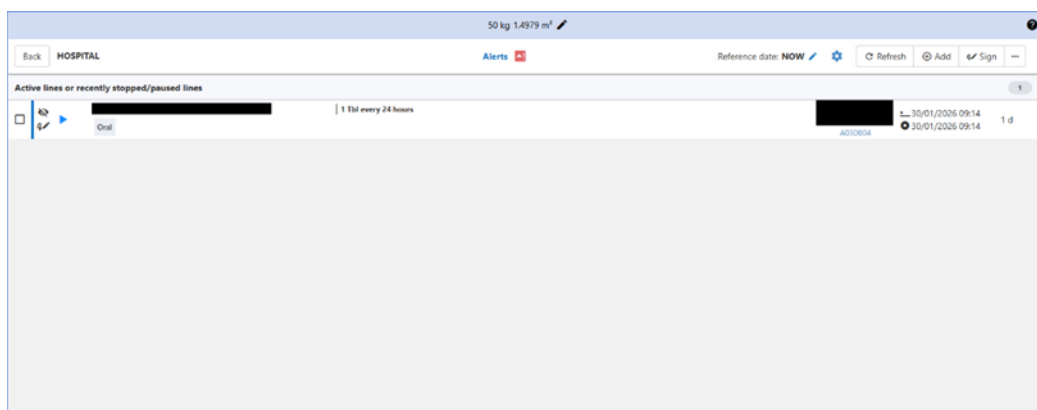 50 kg 1.4979 m²
Back HOSPITAL Alerts Reference date: NOW Refresh Add Sign
Active lines or recently stopped/paused lines 1
1 Tbl every 24 hours
30/01/2026 09:14
Oral 30/01/2026 09:14 1 d